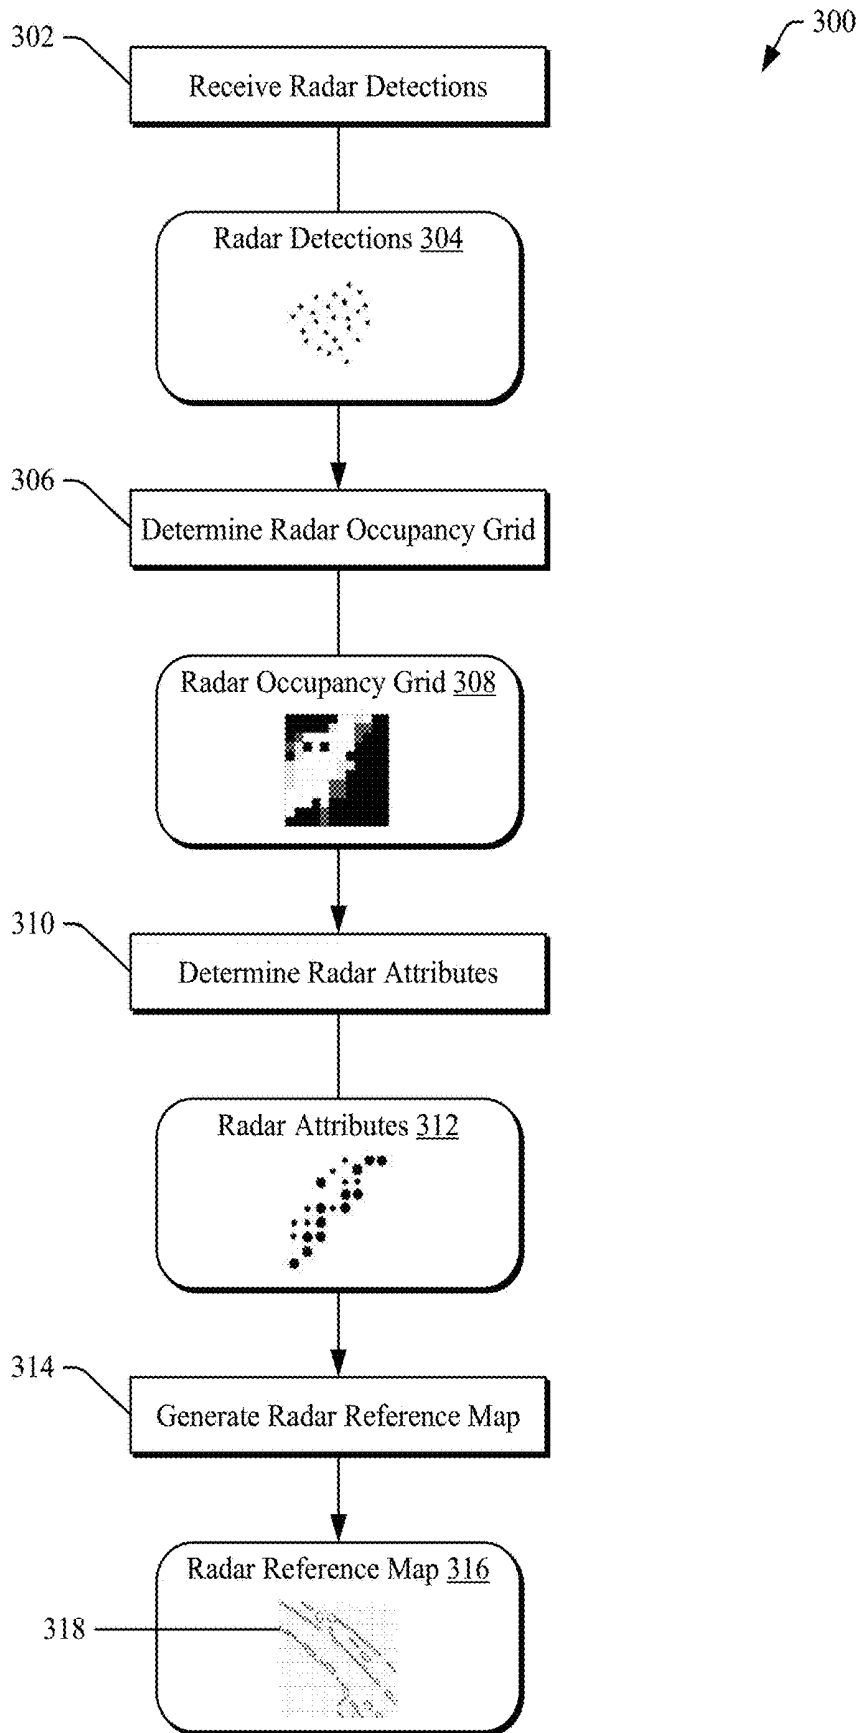 300
302
Receive Radar Detections
Radar Detections 304
306
Determine Radar Occupancy Grid
Radar Occupancy Grid 308
310
Determine Radar Attributes
Radar Attributes 312
314
Generate Radar Reference Map
Radar Reference Map 316
318